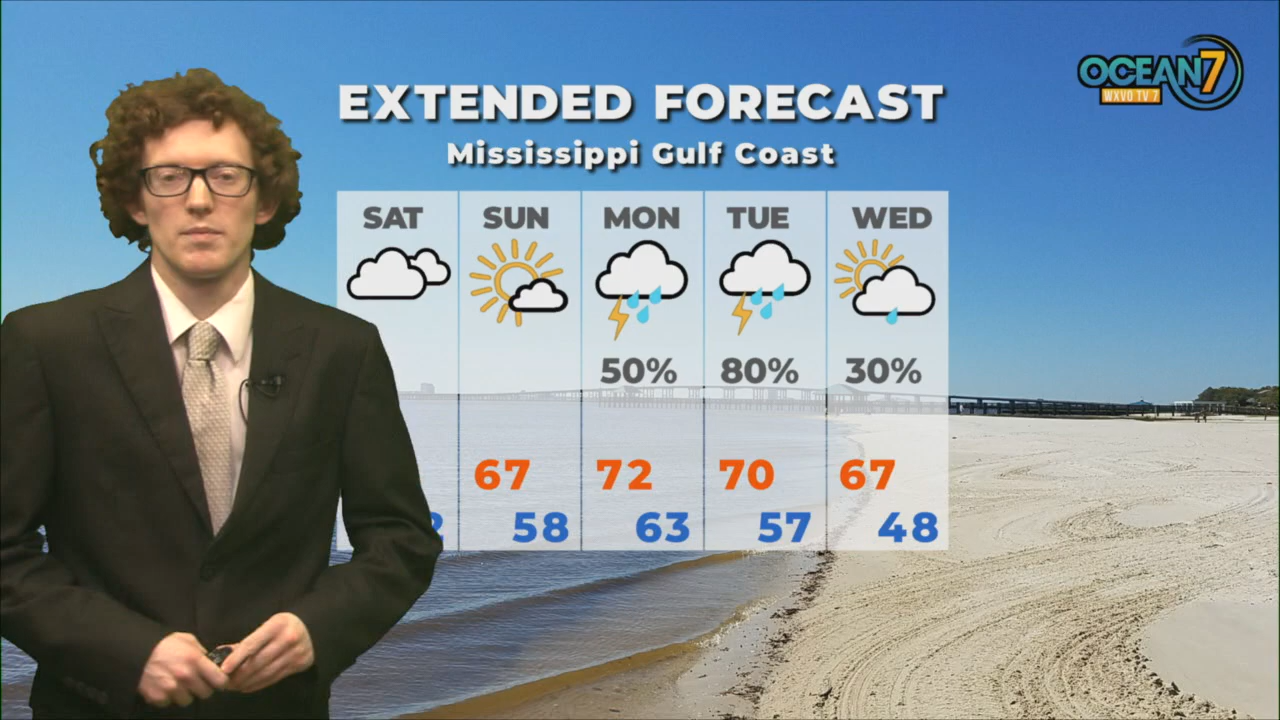 OCEAN7
WXVO TV 7
EXTENDED FORECAST
Mississippi Gulf Coast
SAT SUN MON TUE WED
50% 80% 30%
67 72 70 67
58 63 57 48